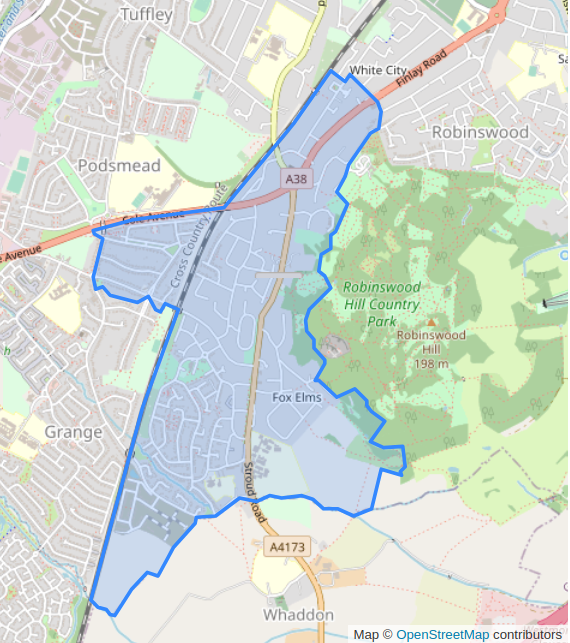 Tuffley
White City
Finlay Road
Robinswood
Podsmead
A38
Cole Avenue
Cross Country Route
Avenue
Robinswood
Hill Country
Park
Robinswood
Hill
198 m
Fox Elms
Grange
Stroud Road
A4173
Whaddon
Map © OpenStreetMap contributors